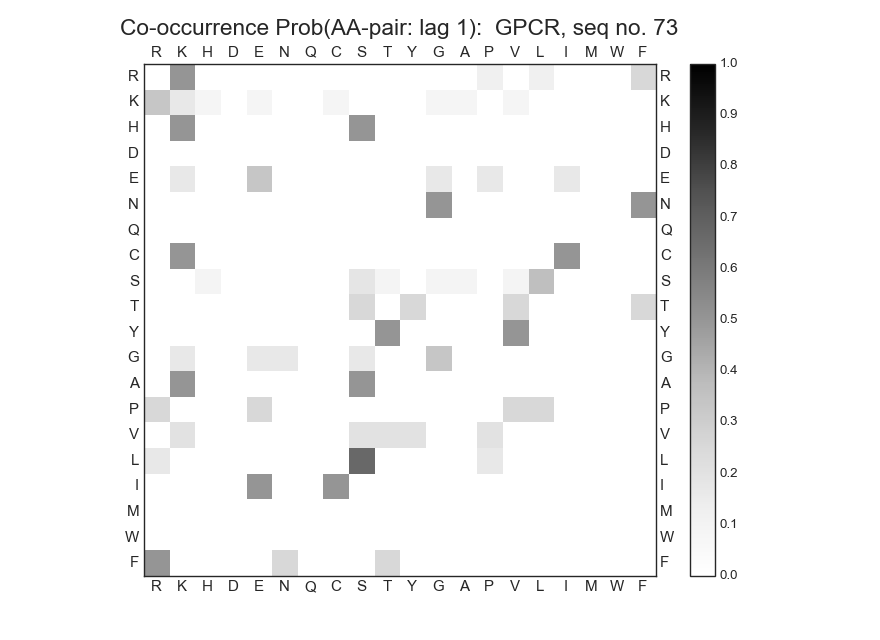 Co-occurrence Prob(AA-pair: lag 1):  GPCR, seq no. 73
R K H D E N Q C S T Y G A P V L I M W F
R R 1.0
K K 0.9
H H
D D 0.8
E E
N N 0.7
Q Q
C C 0.6
S S
T T 0.5
Y Y
G G 0.4
A A
P P 0.3
V V
L L 0.2
I I
M M 0.1
W W
F F 0.0
R K H D E N Q C S T Y G A P V L I M W F